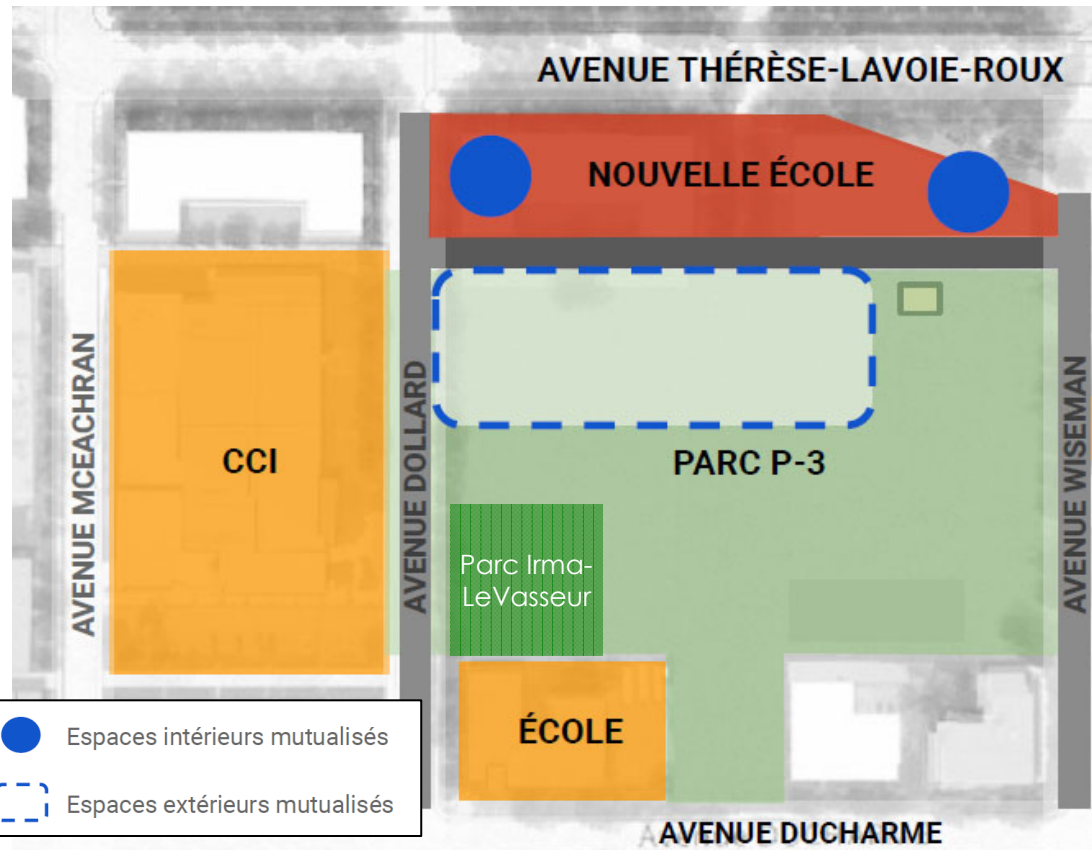 AVENUE THÉRÈSE-LAVOIE-ROUX
NOUVELLE ÉCOLE
AVENUE MCEACHRAN
CCI
AVENUE DOLLARD
PARC P-3
AVENUE WISEMAN
Parc Irma-
LeVasseur
ÉCOLE
Espaces intérieurs mutualisés
Espaces extérieurs mutualisés
AVENUE DUCHARME